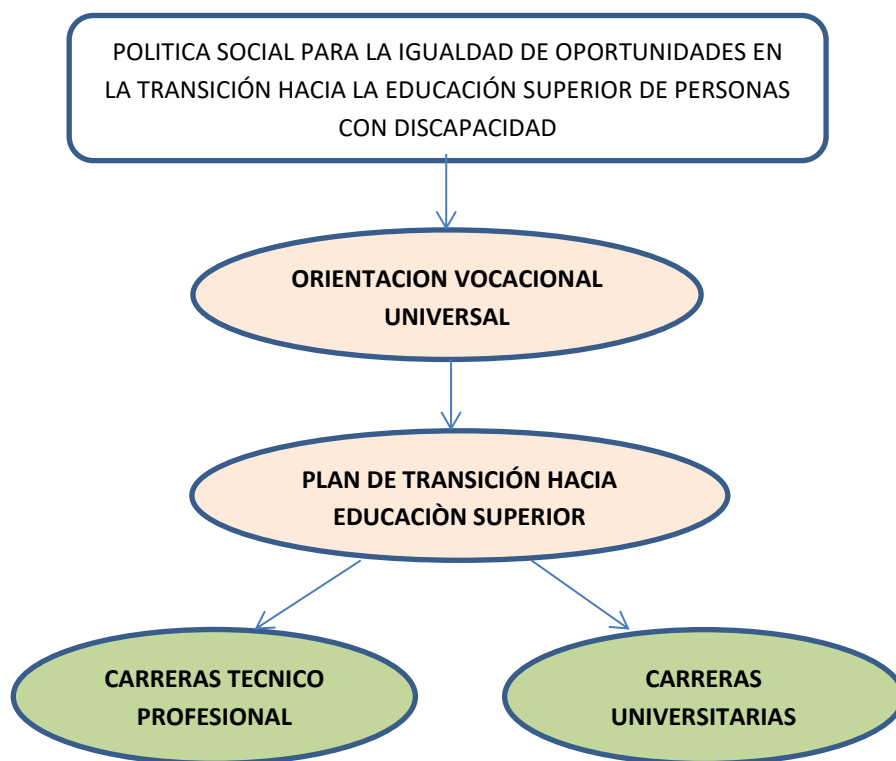 POLITICA SOCIAL PARA LA IGUALDAD DE OPORTUNIDADES EN
LA TRANSICIÓN HACIA LA EDUCACIÓN SUPERIOR DE PERSONAS
CON DISCAPACIDAD
ORIENTACION VOCACIONAL
UNIVERSAL
PLAN DE TRANSICIÓN HACIA
EDUCACIÒN SUPERIOR
CARRERAS TECNICO
PROFESIONAL
CARRERAS
UNIVERSITARIAS